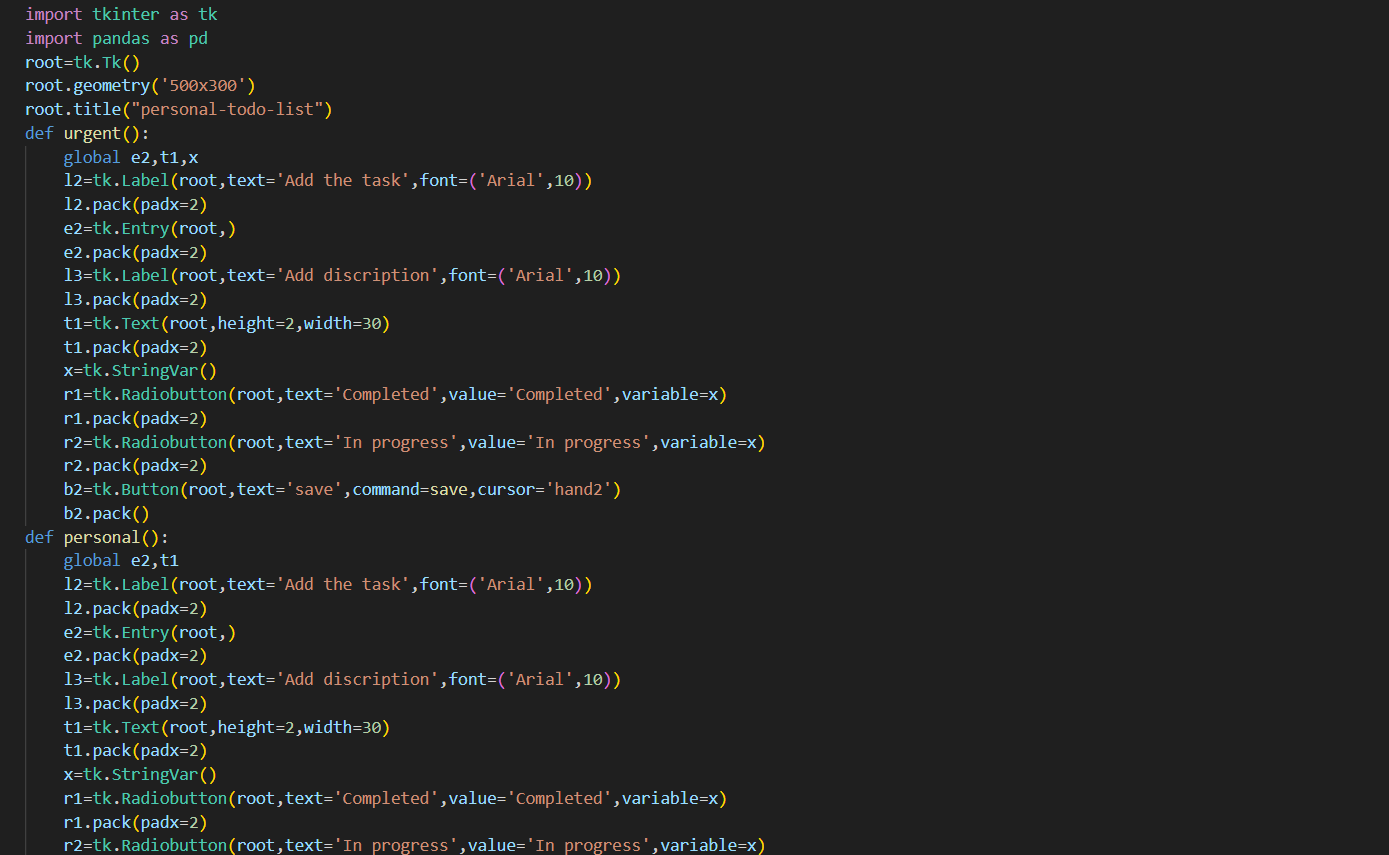 import tkinter as tk
import pandas as pd
root=tk.Tk()
root.geometry('500x300')
root.title("personal-todo-list")
def urgent():
    global e2,t1,x
    l2=tk.Label(root,text='Add the task',font=('Arial',10))
    l2.pack(padx=2)
    e2=tk.Entry(root,)
    e2.pack(padx=2)
    l3=tk.Label(root,text='Add discription',font=('Arial',10))
    l3.pack(padx=2)
    t1=tk.Text(root,height=2,width=30)
    t1.pack(padx=2)
    x=tk.StringVar()
    r1=tk.Radiobutton(root,text='Completed',value='Completed',variable=x)
    r1.pack(padx=2)
    r2=tk.Radiobutton(root,text='In progress',value='In progress',variable=x)
    r2.pack(padx=2)
    b2=tk.Button(root,text='save',command=save,cursor='hand2')
    b2.pack()
def personal():
    global e2,t1
    l2=tk.Label(root,text='Add the task',font=('Arial',10))
    l2.pack(padx=2)
    e2=tk.Entry(root,)
    e2.pack(padx=2)
    l3=tk.Label(root,text='Add discription',font=('Arial',10))
    l3.pack(padx=2)
    t1=tk.Text(root,height=2,width=30)
    t1.pack(padx=2)
    x=tk.StringVar()
    r1=tk.Radiobutton(root,text='Completed',value='Completed',variable=x)
    r1.pack(padx=2)
    r2=tk.Radiobutton(root,text='In progress',value='In progress',variable=x)